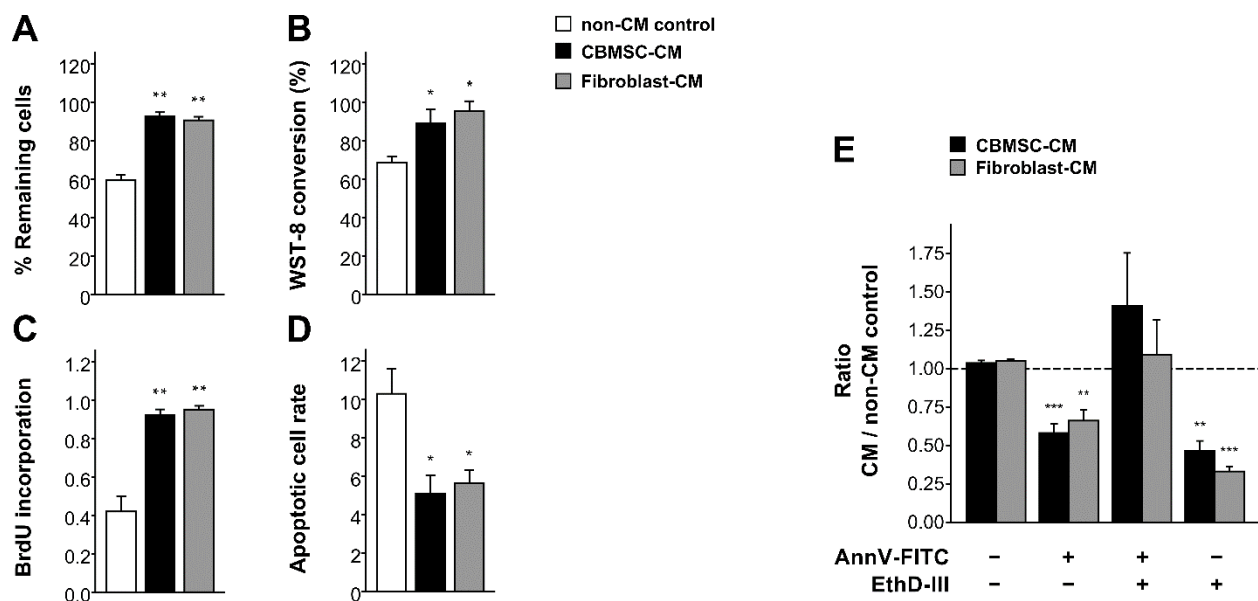 A
% Remaining cells
120
100
80
60
40
20
0
** **
B
WST-8 conversion (%)
120
100
80
60
40
20
0
* *
non-CM control
CBMSC-CM
Fibroblast-CM
C
BrdU incorporation
1.2
1.0
0.8
0.6
0.4
0.2
0.0
** **
D
Apoptotic cell rate
12
10
8
6
4
2
0
* *
E
CBMSC-CM
Fibroblast-CM
Ratio
CM / non-CM control
1.75
1.50
1.25
1.00
0.75
0.50
0.25
0.00
*** ** ** ***
AnnV-FITC – + + –
EthD-III – – + +